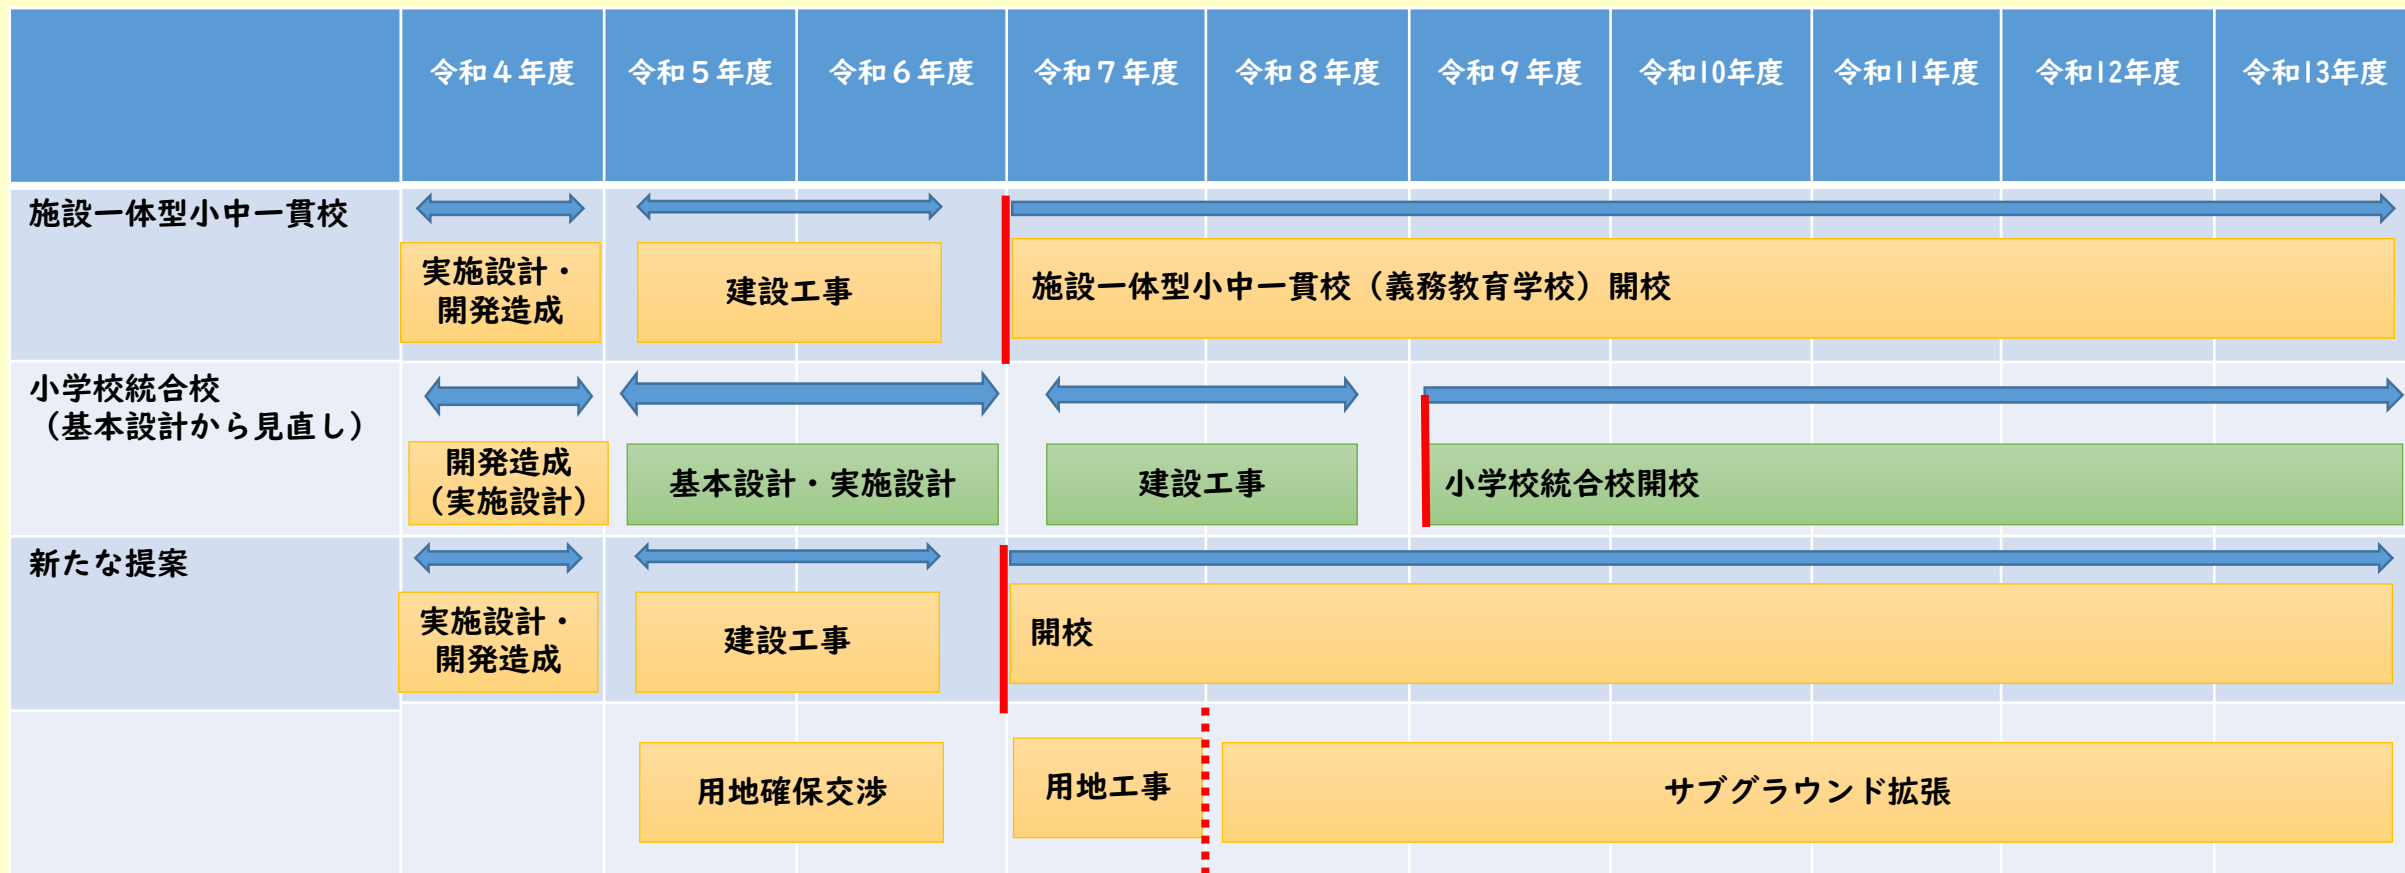 令和４年度
令和５年度
令和６年度
令和７年度
令和８年度
令和９年度
令和10年度
令和11年度
令和12年度
令和13年度
施設一体型小中一貫校
実施設計・
開発造成
建設工事
施設一体型小中一貫校（義務教育学校）開校
小学校統合校
（基本設計から見直し）
開発造成
（実施設計）
基本設計・実施設計
建設工事
小学校統合校開校
新たな提案
実施設計・
開発造成
建設工事
開校
用地確保交渉
用地工事
サブグラウンド拡張